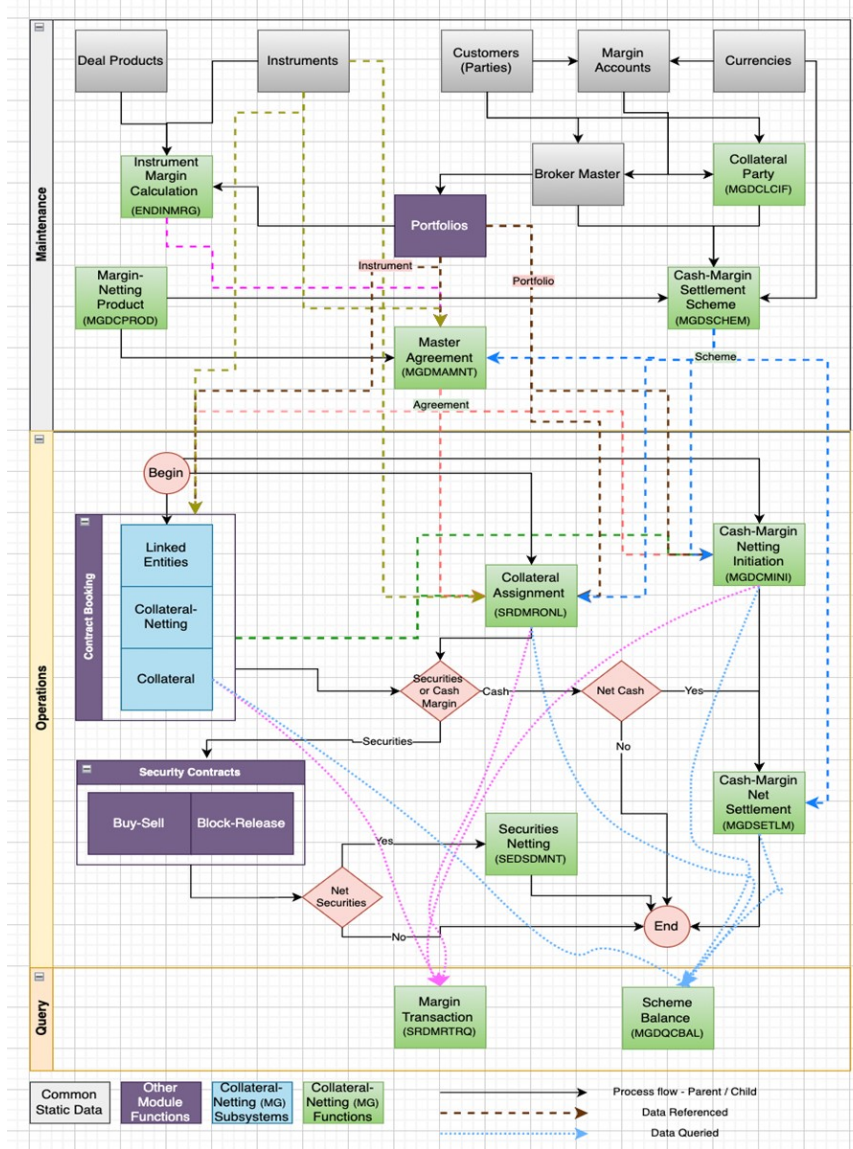 Maintenance
Deal Products
Instruments
Customers
(Parties)
Margin
Accounts
Currencies
Instrument
Margin
Calculation
(ENDINMRG)
Broker Master
Collateral
Party
(MGDCLCIF)
Portfolios
Instrument
Portfolio
Margin-
Netting
Product
(MGDCPROD)
Cash-Margin
Settlement
Scheme
(MGDSCHEM)
Master
Agreement
(MGDMAMNT)
Scheme
Agreement
Operations
Begin
Contract Booking
Linked
Entities
Collateral-
Netting
Collateral
Collateral
Assignment
(SRDMRONL)
Cash-Margin
Netting
Initiation
(MGDCMINI)
Securities
or Cash
Margin
Cash
Net Cash
Yes
No
Securities
Security Contracts
Buy-Sell
Block-Release
Cash-Margin
Net
Settlement
(MGDSETLM)
Securities
Netting
(SEDSDMNT)
Yes
Net
Securities
No
End
Query
Margin
Transaction
(SRDMRTRQ)
Scheme
Balance
(MGDQCBAL)
Common
Static Data
Other
Module
Functions
Collateral-
Netting (MG)
Subsystems
Collateral-
Netting (MG)
Functions
Process flow - Parent / Child
Data Referenced
Data Queried